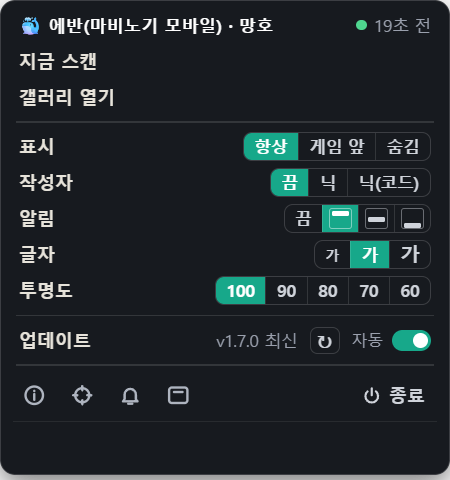 에반(마비노기 모바일) · 망호 19초 전
지금 스캔
갤러리 열기
표시 항상 게임 앞 숨김
작성자 끔 닉 닉(코드)
알림 끔
글자 가 가 가
투명도 100 90 80 70 60
업데이트 v1.7.0 최신 자동
종료